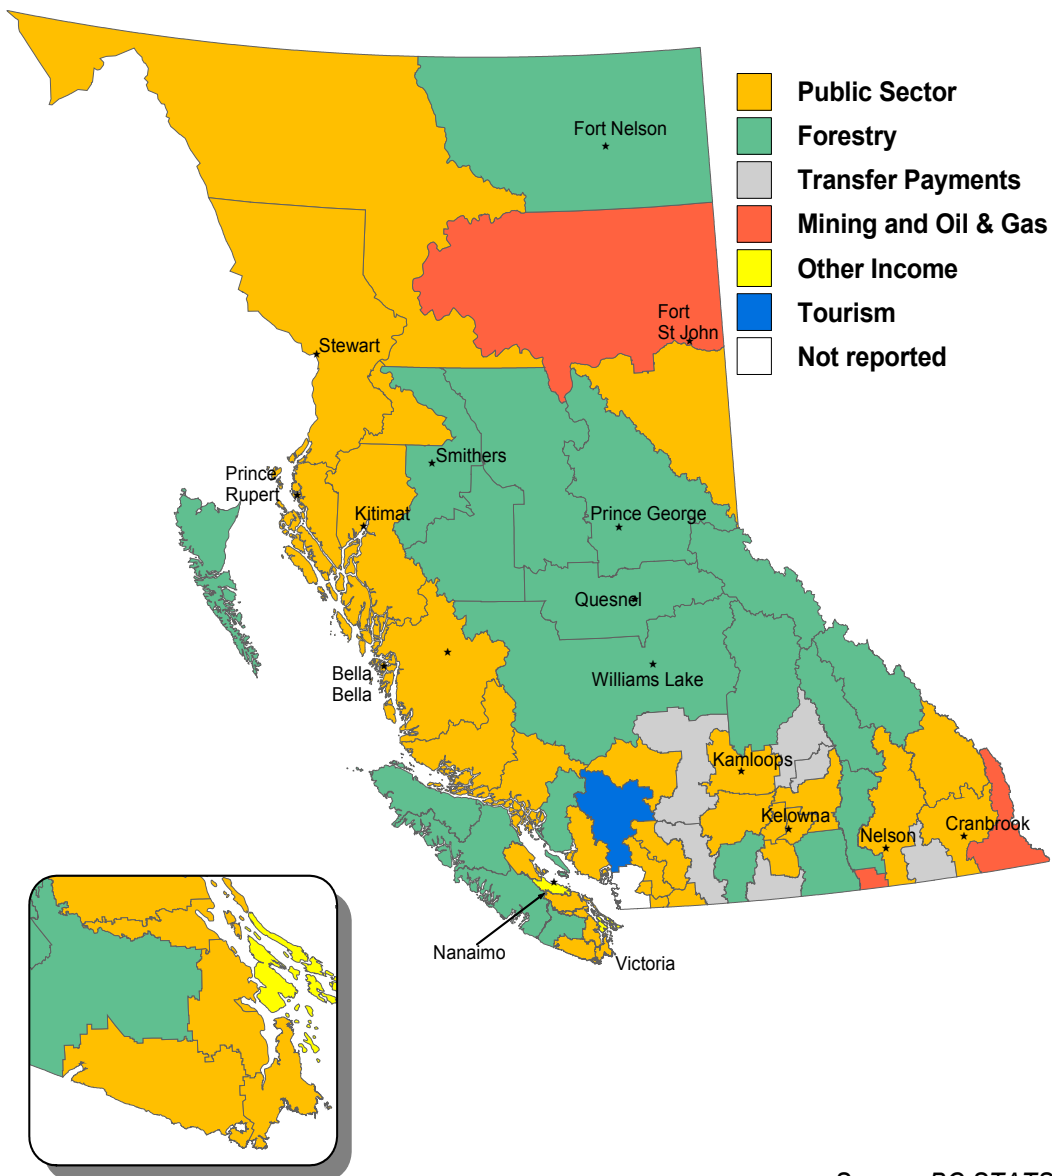 Public Sector
Forestry
Transfer Payments
Mining and Oil & Gas
Other Income
Tourism
Not reported
Fort Nelson
Fort
St John
Stewart
Smithers
Prince
Rupert
Kitimat
Prince George
Quesnel
Bella
Bella
Williams Lake
Kamloops
Kelowna
Nelson
Cranbrook
Nanaimo
Victoria